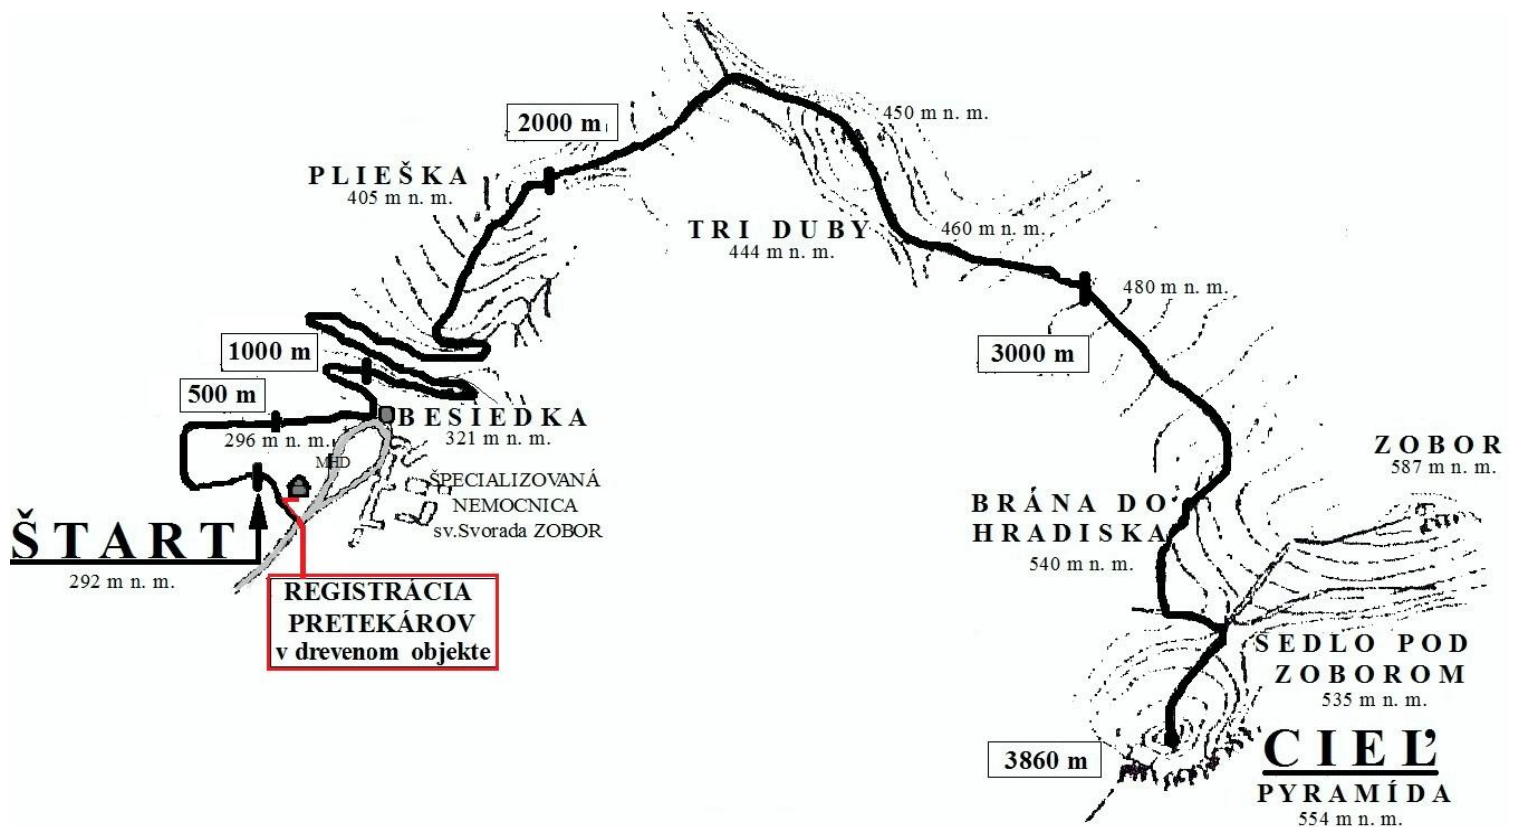 450 m n. m.
2000 m
PLIEŠKA
405 m n. m.
TRI DUBY
444 m n. m.
460 m n. m.
480 m n. m.
1000 m
3000 m
500 m
BESIEDKA
321 m n. m.
296 m n. m.
MHD
ŠPECIALIZOVANÁ
NEMOCNICA
sv.Svorada ZOBOR
ZOBOR
587 m n. m.
BRÁNA DO
HRADISKA
540 m n. m.
ŠTART
292 m n. m.
REGISTRÁCIA
PRETEKÁROV
v drevenom objekte
SEDLO POD
ZOBOROM
535 m n. m.
3860 m
CIEĽ
PYRAMÍDA
554 m n. m.